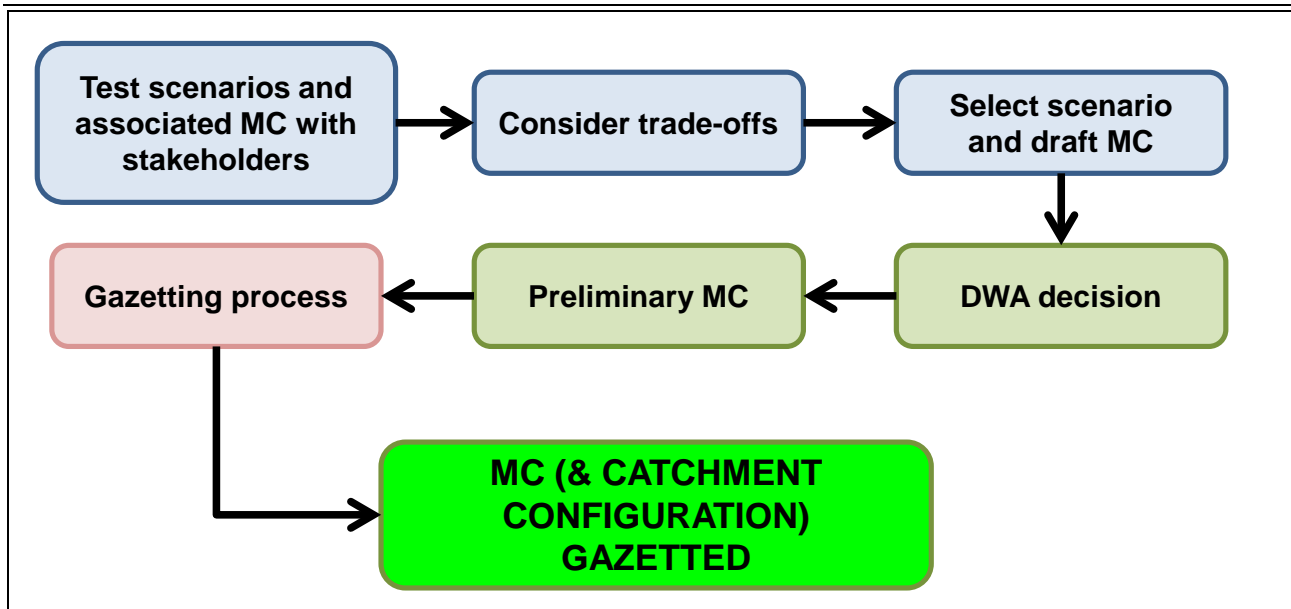 Test scenarios and
associated MC with
stakeholders
Consider trade-offs
Select scenario
and draft MC
DWA decision
Preliminary MC
Gazetting process
MC (& CATCHMENT
CONFIGURATION)
GAZETTED